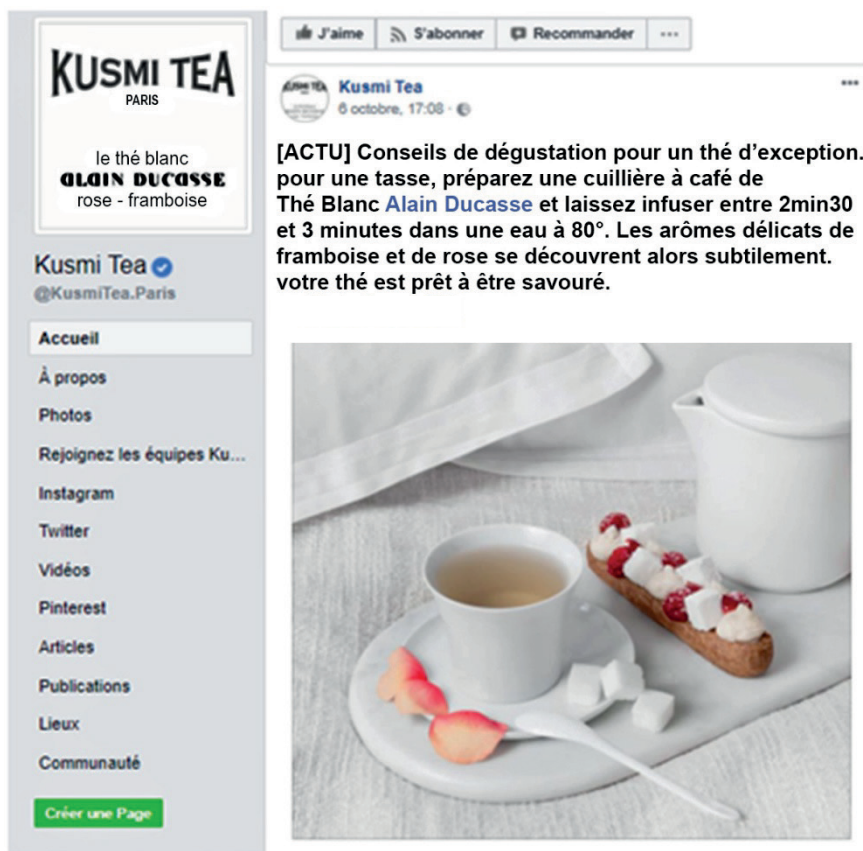 KUSMI TEA
PARIS
le thé blanc
ALAIN DUCASSE
rose - framboise
Kusmi Tea
@KusmiTea.Paris
Accueil
À propos
Photos
Rejoignez les équipes Ku...
Instagram
Twitter
Vidéos
Pinterest
Articles
Publications
Lieux
Communauté
Créer une Page
J'aime
S'abonner
Recommander
...
KUSMI TEA
Kusmi Tea
6 octobre, 17:08 ·
[ACTU] Conseils de dégustation pour un thé d'exception.
pour une tasse, préparez une cuillière à café de
Thé Blanc Alain Ducasse et laissez infuser entre 2min30
et 3 minutes dans une eau à 80°. Les arômes délicats de
framboise et de rose se découvrent alors subtilement.
votre thé est prêt à être savouré.